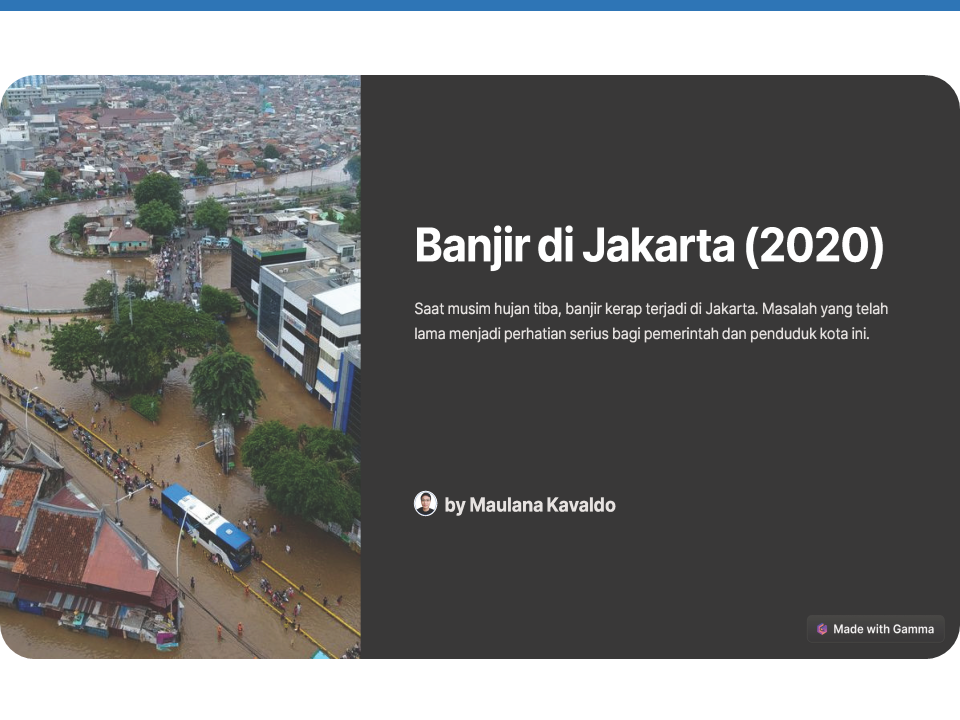 Banjir di Jakarta (2020)
Saat musim hujan tiba, banjir kerap terjadi di Jakarta. Masalah yang telah
lama menjadi perhatian serius bagi pemerintah dan penduduk kota ini.
by Maulana Kavaldo
Made with Gamma